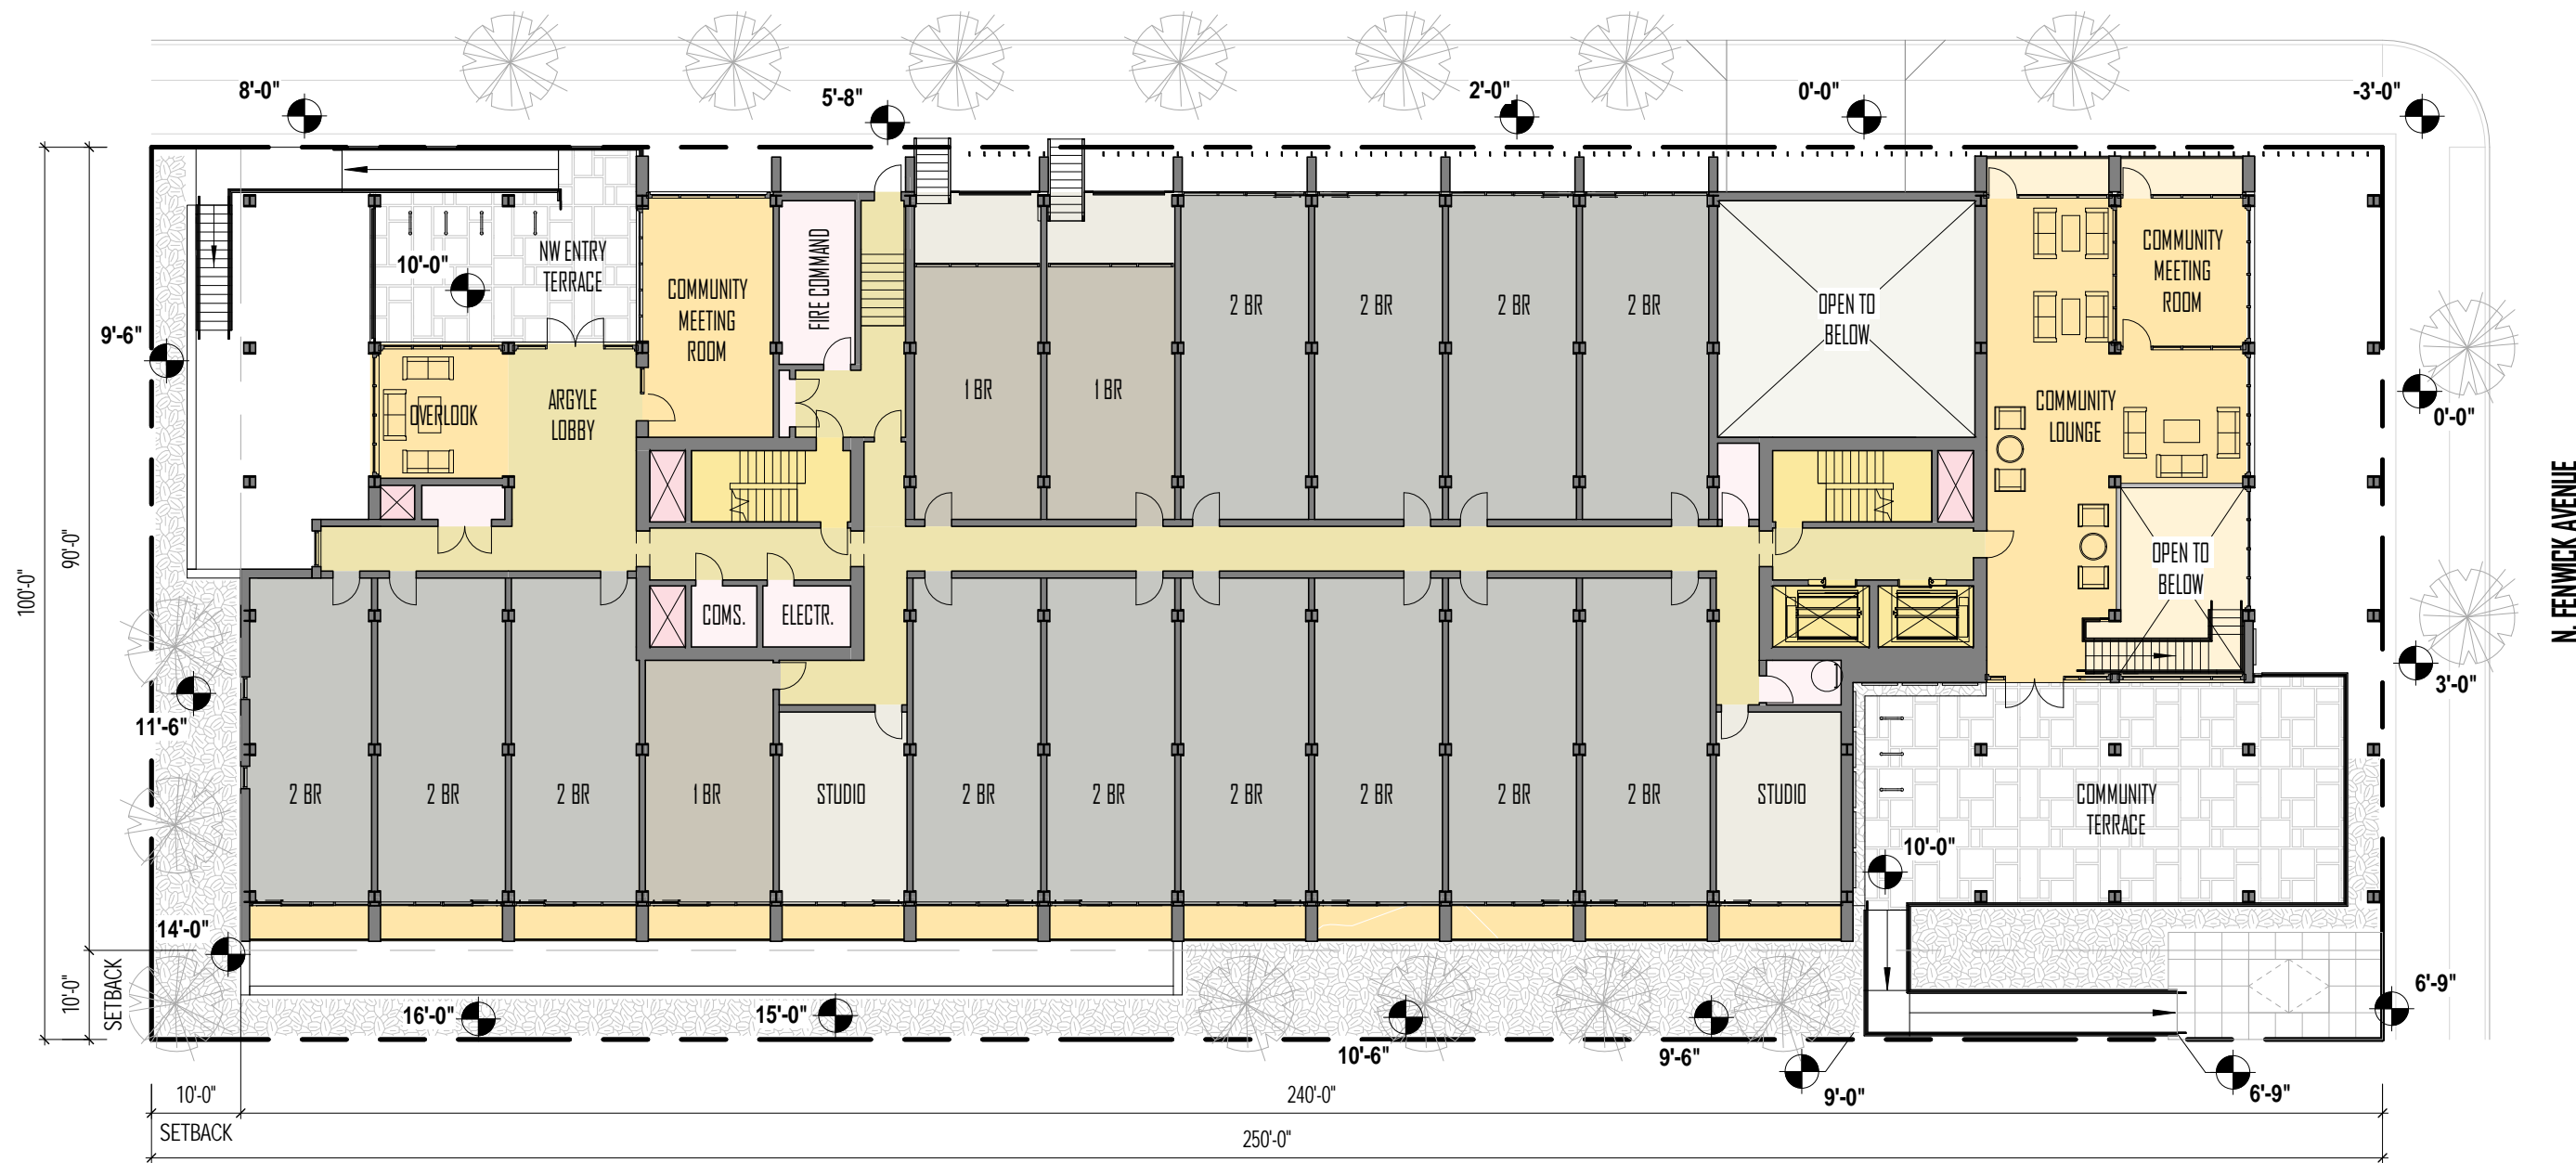 8'-0"
5'-8"
2'-0"
0'-0"
-3'-0"
NW ENTRY
TERRACE
10'-0"
COMMUNITY
MEETING
ROOM
FIRE COMMAND
2 BR
2 BR
2 BR
2 BR
OPEN TO
BELOW
COMMUNITY
MEETING
ROOM
9'-6"
OVERLOOK
ARGYLE
LOBBY
1 BR
1 BR
COMMUNITY
LOUNGE
0'-0"
N. FENWICK AVENUE
100'-0"
90'-0"
OPEN TO
BELOW
COMS.
ELECTR.
3'-0"
11'-6"
2 BR
2 BR
2 BR
1 BR
STUDIO
2 BR
2 BR
2 BR
2 BR
2 BR
2 BR
STUDIO
COMMUNITY
TERRACE
10'-0"
14'-0"
10'-0"
SETBACK
16'-0"
15'-0"
10'-6"
9'-6"
9'-0"
6'-9"
6'-9"
10'-0"
SETBACK
240'-0"
250'-0"